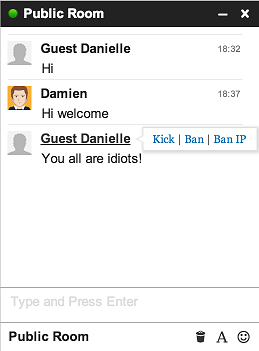 Public Room
Guest Danielle 18:32
Hi
Damien 18:37
Hi welcome
Guest Danielle Kick | Ban | Ban IP
You all are idiots!
Type and Press Enter
Public Room A